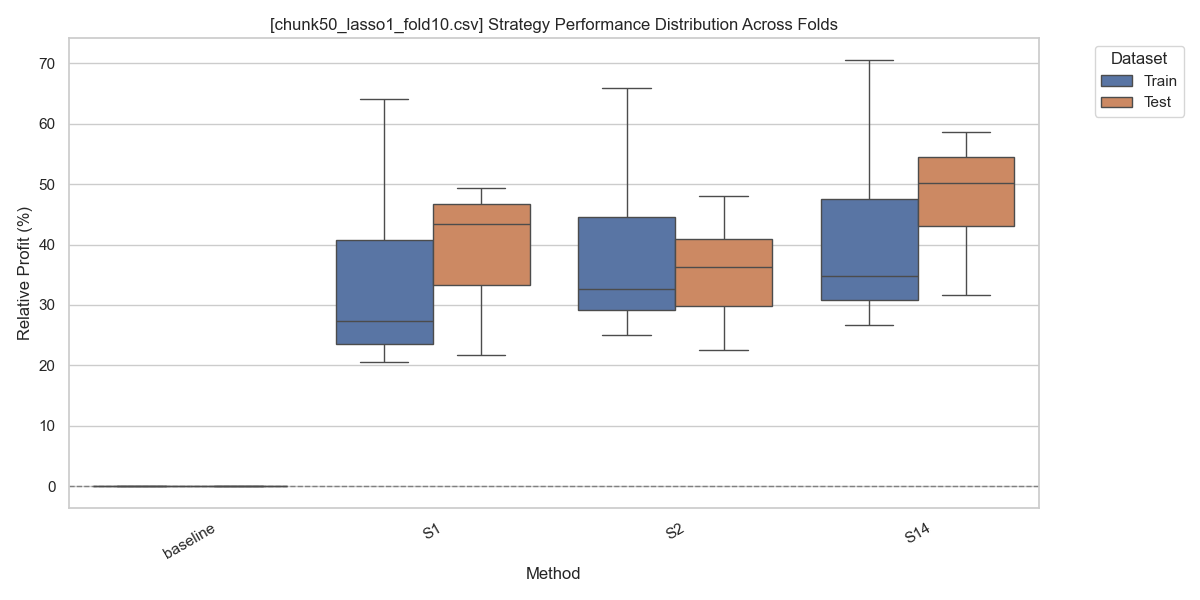 [chunk50_lasso1_fold10.csv] Strategy Performance Distribution Across Folds
Dataset
Train
Test
Relative Profit (%)
70
60
50
40
30
20
10
0
baseline
S1
S2
S14
Method